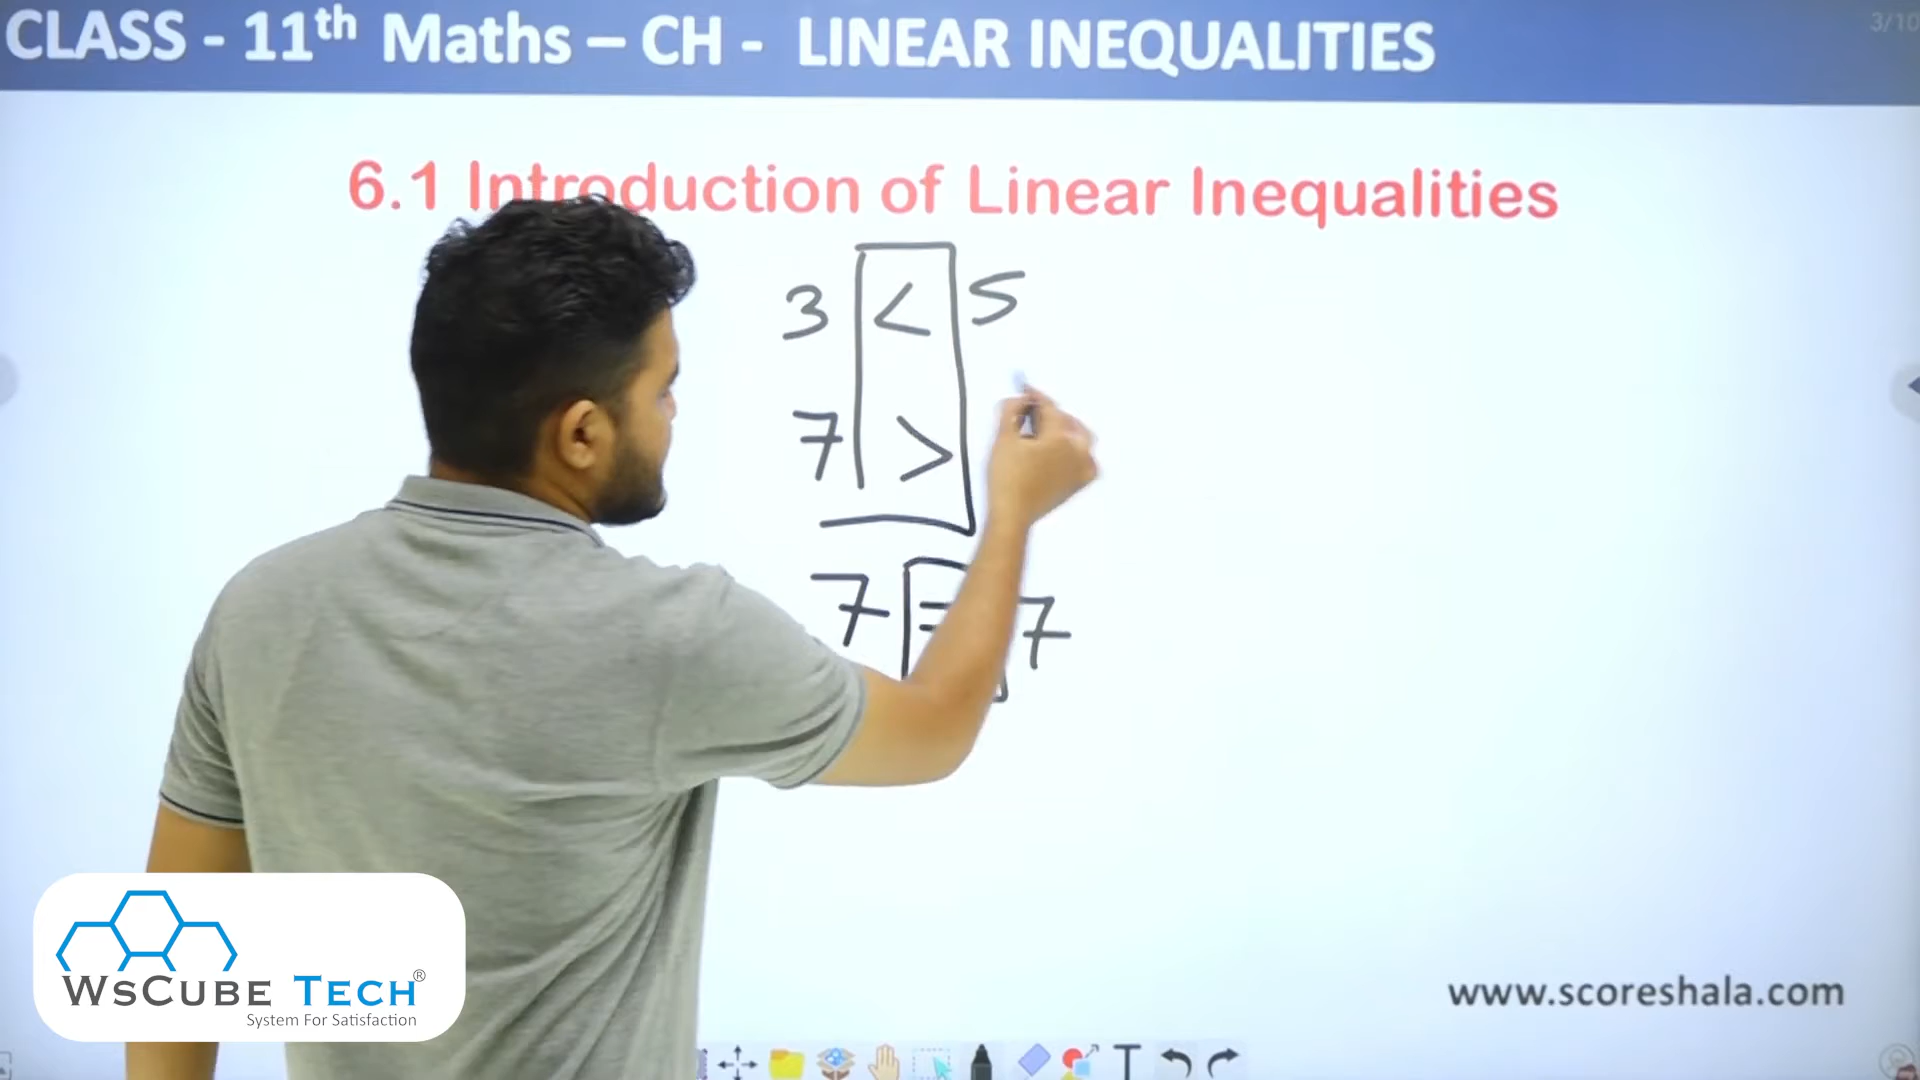 CLASS - 11th Maths – CH - LINEAR INEQUALITIES
3/10
6.1 Introduction of Linear Inequalities
3 < 5
7 >
7 = 7
WsCube Tech®
System For Satisfaction
www.scoreshala.com